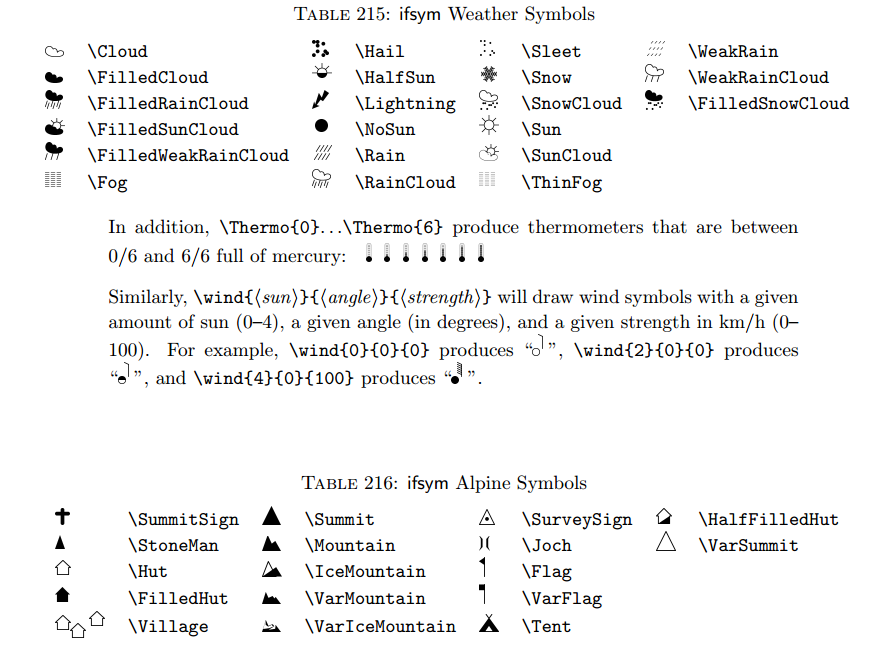 TABLE 215: ifsym Weather Symbols
\Cloud \Hail \Sleet \WeakRain
\FilledCloud \HalfSun \Snow \WeakRainCloud
\FilledRainCloud \Lightning \SnowCloud \FilledSnowCloud
\FilledSunCloud \NoSun \Sun
\FilledWeakRainCloud \Rain \SunCloud
\Fog \RainCloud \ThinFog
In addition, \Thermo{0}...\Thermo{6} produce thermometers that are between
0/6 and 6/6 full of mercury:
Similarly, \wind{⟨sun⟩}{⟨angle⟩}{⟨strength⟩} will draw wind symbols with a given
amount of sun (0–4), a given angle (in degrees), and a given strength in km/h (0–
100). For example, \wind{0}{0}{0} produces “ ”, \wind{2}{0}{0} produces
“ ”, and \wind{4}{0}{100} produces “ ”.
TABLE 216: ifsym Alpine Symbols
\SummitSign \Summit \SurveySign \HalfFilledHut
\StoneMan \Mountain \Joch \VarSummit
\Hut \IceMountain \Flag
\FilledHut \VarMountain \VarFlag
\Village \VarIceMountain \Tent